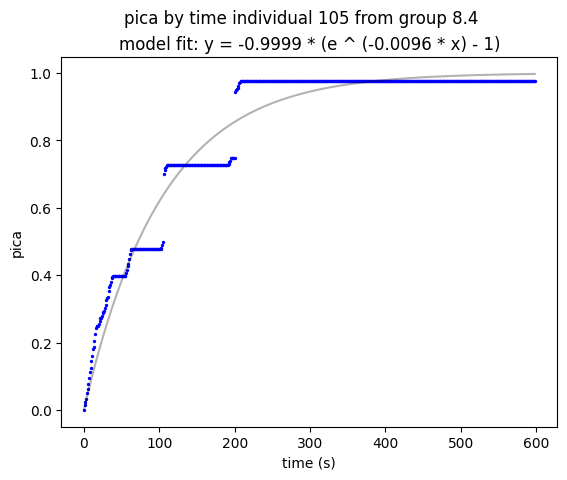 pica by time individual 105 from group 8.4
model fit: y = -0.9999 * (e ^ (-0.0096 * x) - 1)
1.0
0.8
0.6
0.4
0.2
0.0
pica
0 100 200 300 400 500 600
time (s)